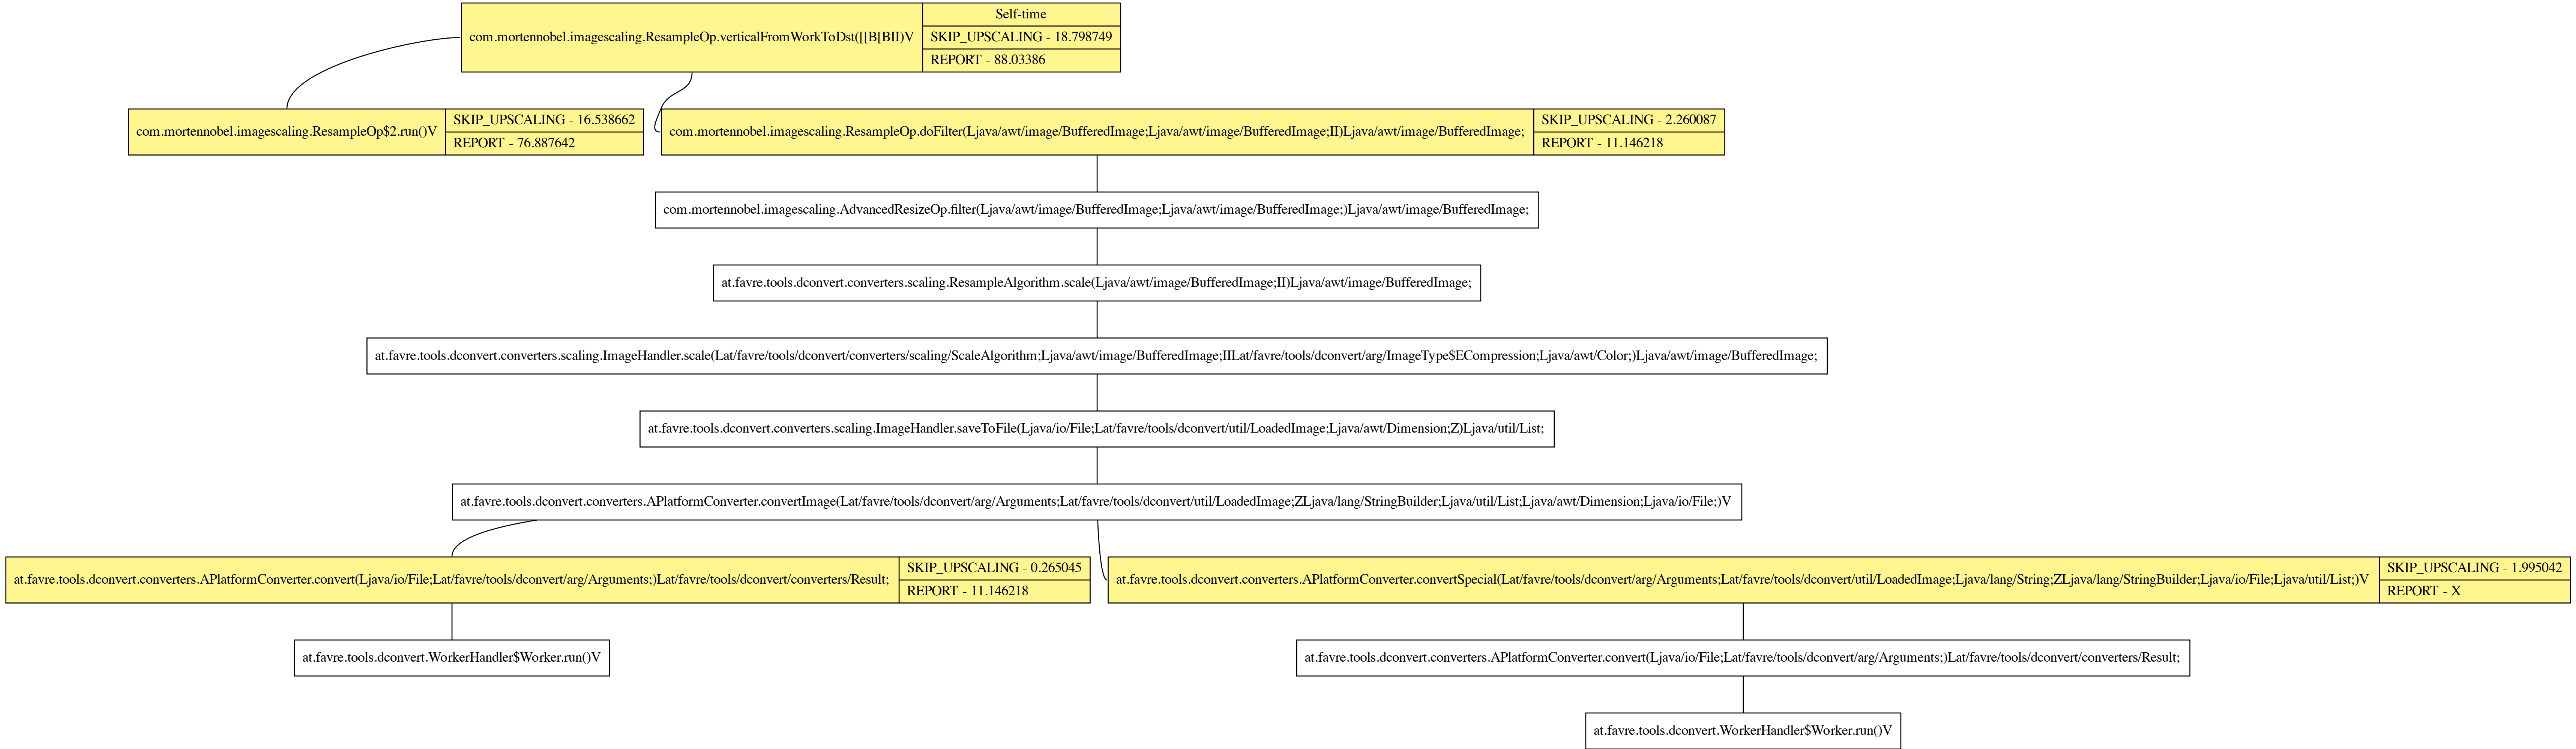 com.mortennobel.imagescaling.ResampleOp.verticalFromWorkToDst([[B[BII)V
Self-time
SKIP_UPSCALING - 18.798749
REPORT - 88.03386
com.mortennobel.imagescaling.ResampleOp$2.run()V
SKIP_UPSCALING - 16.538662
REPORT - 76.887642
com.mortennobel.imagescaling.ResampleOp.doFilter(Ljava/awt/image/BufferedImage;Ljava/awt/image/BufferedImage;II)Ljava/awt/image/BufferedImage;
SKIP_UPSCALING - 2.260087
REPORT - 11.146218
com.mortennobel.imagescaling.AdvancedResizeOp.filter(Ljava/awt/image/BufferedImage;Ljava/awt/image/BufferedImage;)Ljava/awt/image/BufferedImage;
at.favre.tools.dconvert.converters.scaling.ResampleAlgorithm.scale(Ljava/awt/image/BufferedImage;II)Ljava/awt/image/BufferedImage;
at.favre.tools.dconvert.converters.scaling.ImageHandler.scale(Lat/favre/tools/dconvert/converters/scaling/ScaleAlgorithm;Ljava/awt/image/BufferedImage;IILat/favre/tools/dconvert/arg/ImageType$ECompression;Ljava/awt/Color;)Ljava/awt/image/BufferedImage;
at.favre.tools.dconvert.converters.scaling.ImageHandler.saveToFile(Ljava/io/File;Lat/favre/tools/dconvert/util/LoadedImage;Ljava/awt/Dimension;Z)Ljava/util/List;
at.favre.tools.dconvert.converters.APlatformConverter.convertImage(Lat/favre/tools/dconvert/arg/Arguments;Lat/favre/tools/dconvert/util/LoadedImage;ZLjava/lang/StringBuilder;Ljava/util/List;Ljava/awt/Dimension;Ljava/io/File;)V
at.favre.tools.dconvert.converters.APlatformConverter.convert(Ljava/io/File;Lat/favre/tools/dconvert/arg/Arguments;)Lat/favre/tools/dconvert/converters/Result;
SKIP_UPSCALING - 0.265045
REPORT - 11.146218
at.favre.tools.dconvert.converters.APlatformConverter.convertSpecial(Lat/favre/tools/dconvert/arg/Arguments;Lat/favre/tools/dconvert/util/LoadedImage;Ljava/lang/String;ZLjava/lang/StringBuilder;Ljava/io/File;Ljava/util/List;)V
SKIP_UPSCALING - 1.995042
REPORT - X
at.favre.tools.dconvert.WorkerHandler$Worker.run()V
at.favre.tools.dconvert.converters.APlatformConverter.convert(Ljava/io/File;Lat/favre/tools/dconvert/arg/Arguments;)Lat/favre/tools/dconvert/converters/Result;
at.favre.tools.dconvert.WorkerHandler$Worker.run()V